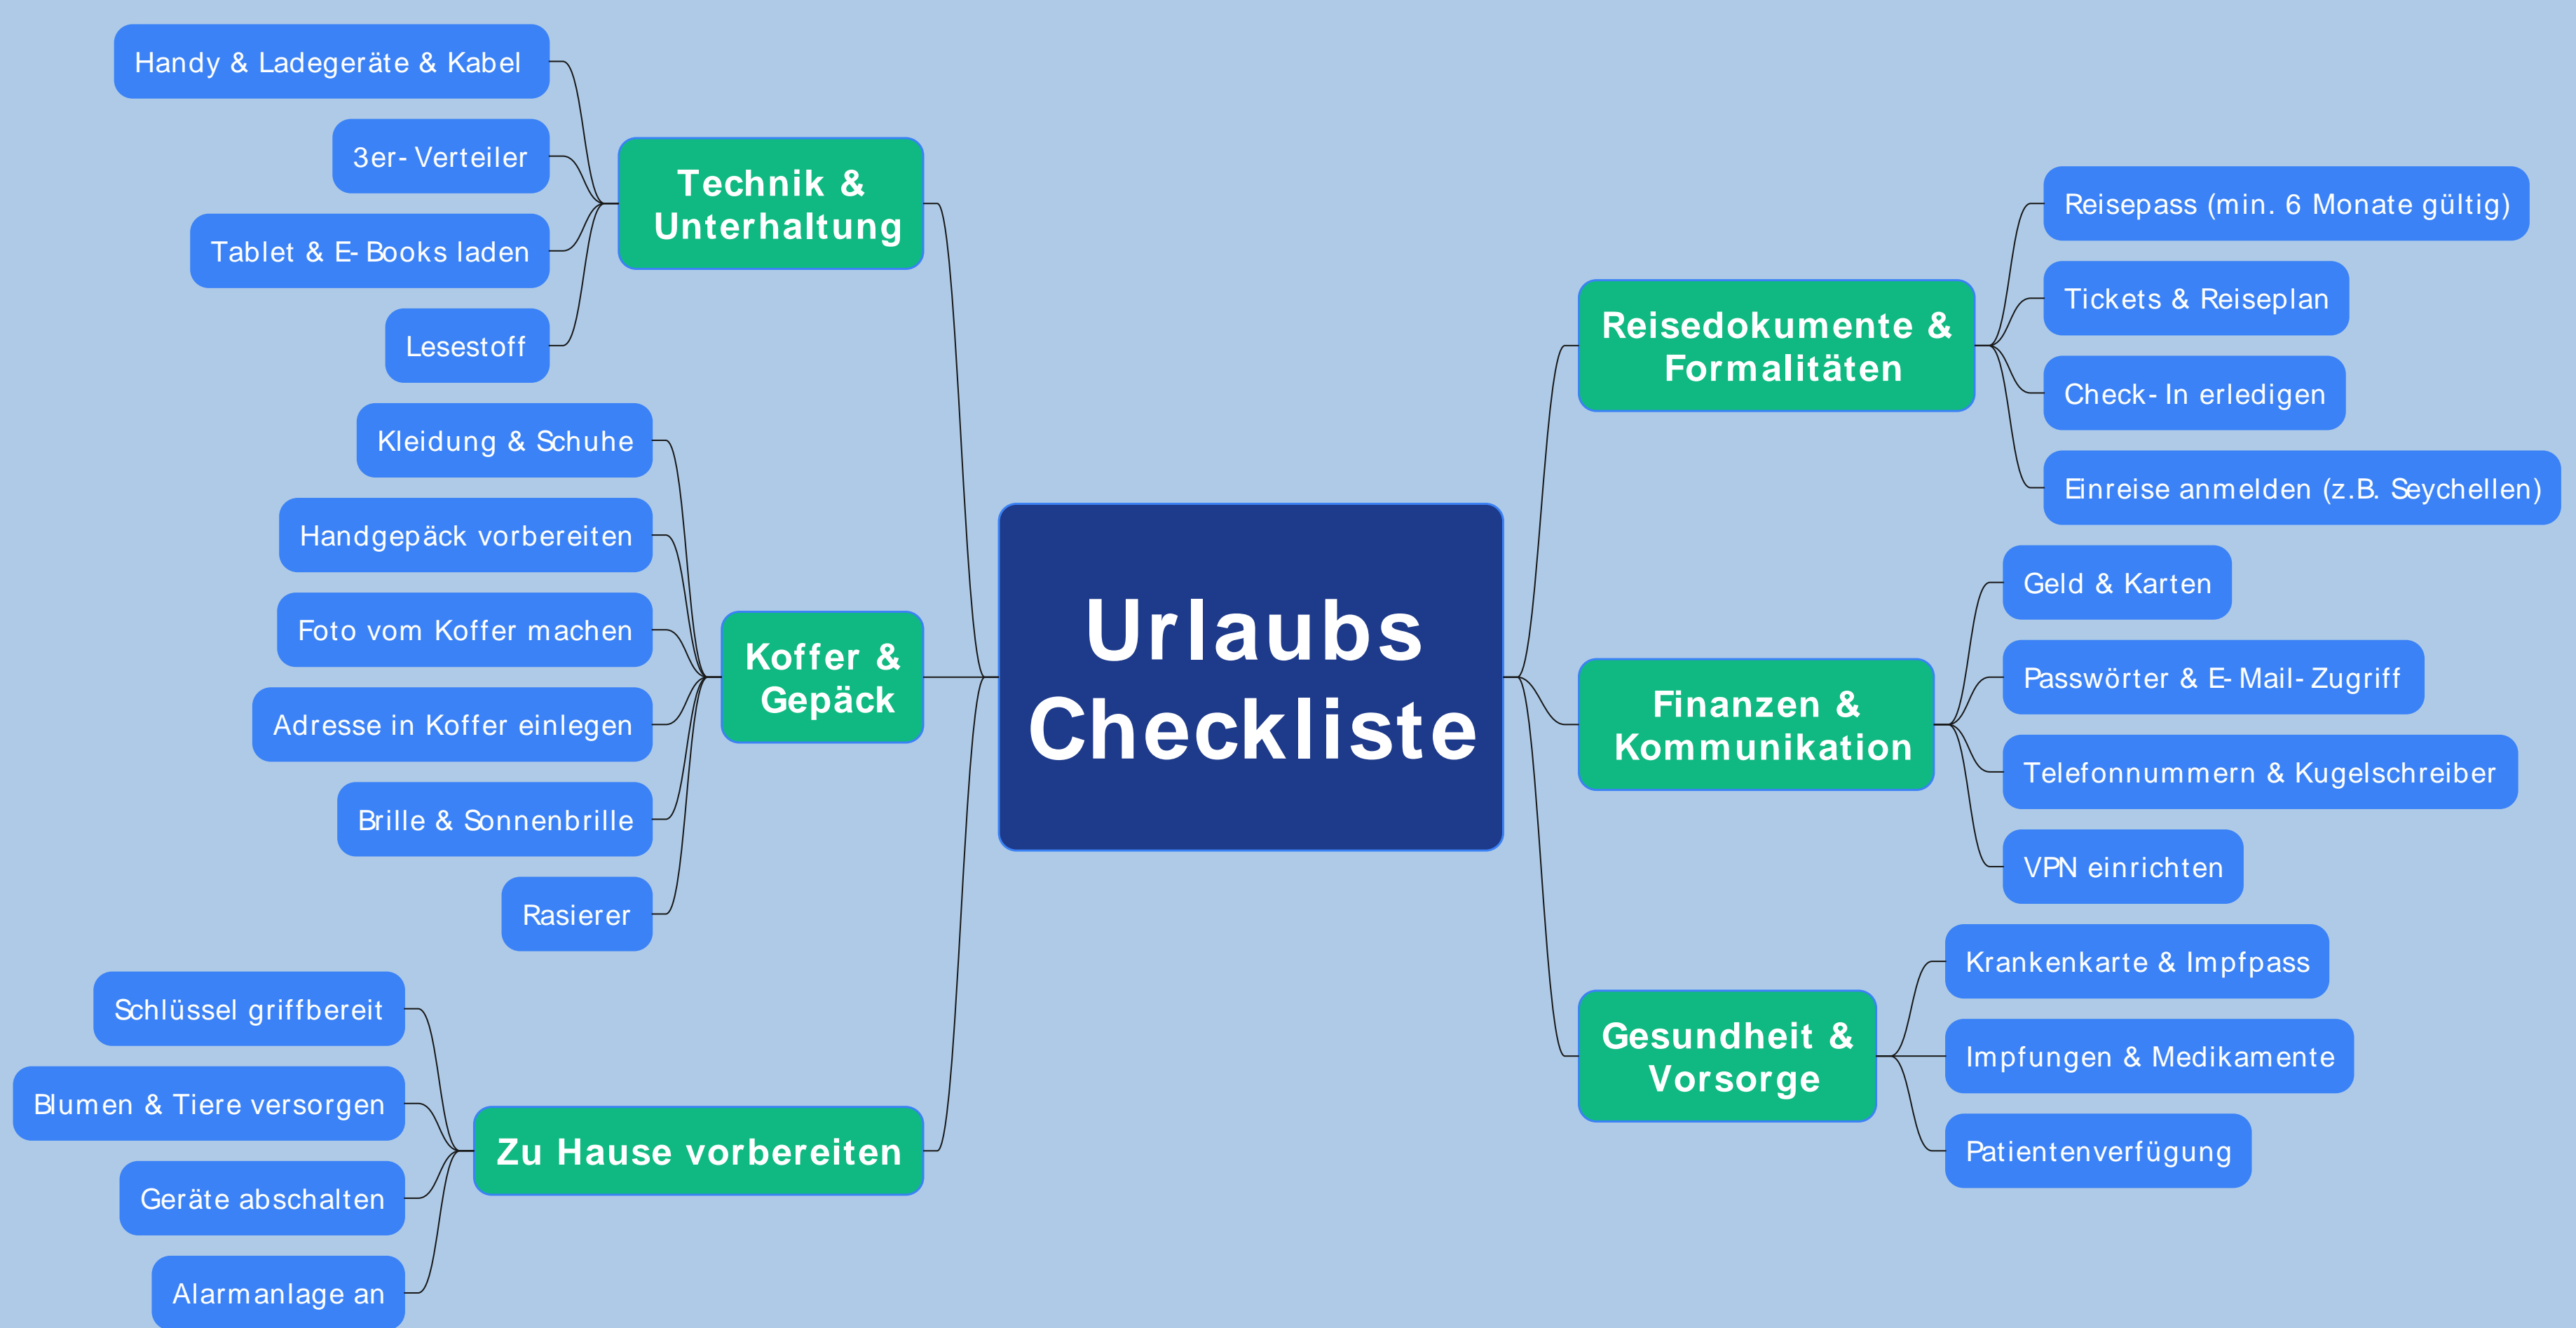 Urlaubs
Checkliste
Technik &
Unterhaltung
Handy & Ladegeräte & Kabel
3er-Verteiler
Tablet & E-Books laden
Lesestoff
Koffer &
Gepäck
Kleidung & Schuhe
Handgepäck vorbereiten
Foto vom Koffer machen
Adresse in Koffer einlegen
Brille & Sonnenbrille
Rasierer
Zu Hause vorbereiten
Schlüssel griffbereit
Blumen & Tiere versorgen
Geräte abschalten
Alarmanlage an
Reisedokumente &
Formalitäten
Reisepass (min. 6 Monate gültig)
Tickets & Reiseplan
Check-In erledigen
Einreise anmelden (z.B. Seychellen)
Finanzen &
Kommunikation
Geld & Karten
Passwörter & E-Mail-Zugriff
Telefonnummern & Kugelschreiber
VPN einrichten
Gesundheit &
Vorsorge
Krankenkarte & Impfpass
Impfungen & Medikamente
Patientenverfügung